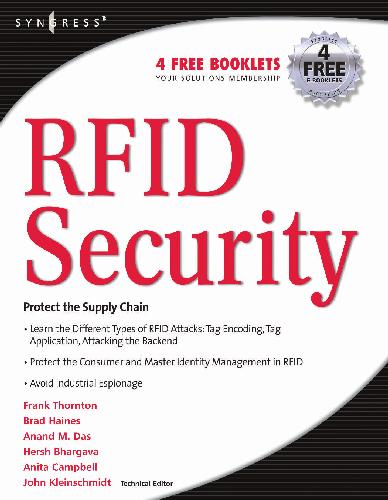 SYNGRESS®
4 FREE BOOKLETS
YOUR SOLUTIONS MEMBERSHIP
4
FREE
E-BOOKLETS
RFID
Security
Protect the Supply Chain
• Learn the Different Types of RFID Attacks: Tag Encoding, Tag
Application, Attacking the Backend
• Protect the Consumer and Master Identity Management in RFID
• Avoid Industrial Espionage
Frank Thornton
Brad Haines
Anand M. Das
Hersh Bhargava
Anita Campbell
John Kleinschmidt Technical Editor